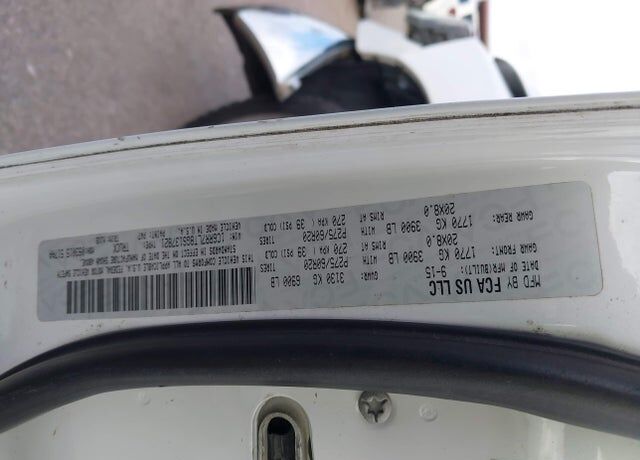 MFD BY FCA US LLC
DATE OF MFR(BUILT): 9-15 GVWR: 3130 KG 6900 LB
GAWR FRONT: 1770 KG 3900 LB WITH P275/60R20 TIRES
20X8.0 RIMS AT 270 KPA ( 39 PSI) COLD
GAWR REAR: 1770 KG 3900 LB WITH P275/60R20 TIRES
20X8.0 RIMS AT 270 KPA ( 39 PSI) COLD
THIS VEHICLE CONFORMS TO ALL APPLICABLE U.S.A. FEDERAL MOTOR VEHICLE SAFETY
STANDARDS IN EFFECT ON THE DATE OF MANUFACTURE SHOWN ABOVE.
VIN: TYPE: TRUCK
VEHICLE MADE IN U.S.A. PAINT: TRIM: